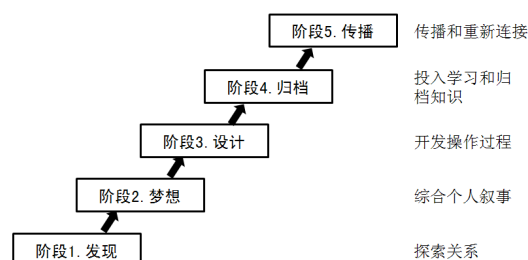 阶段5.传播 传播和重新连接
阶段4.归档 投入学习和归
档知识
阶段3.设计 开发操作过程
阶段2.梦想 综合个人叙事
阶段1.发现 探索关系